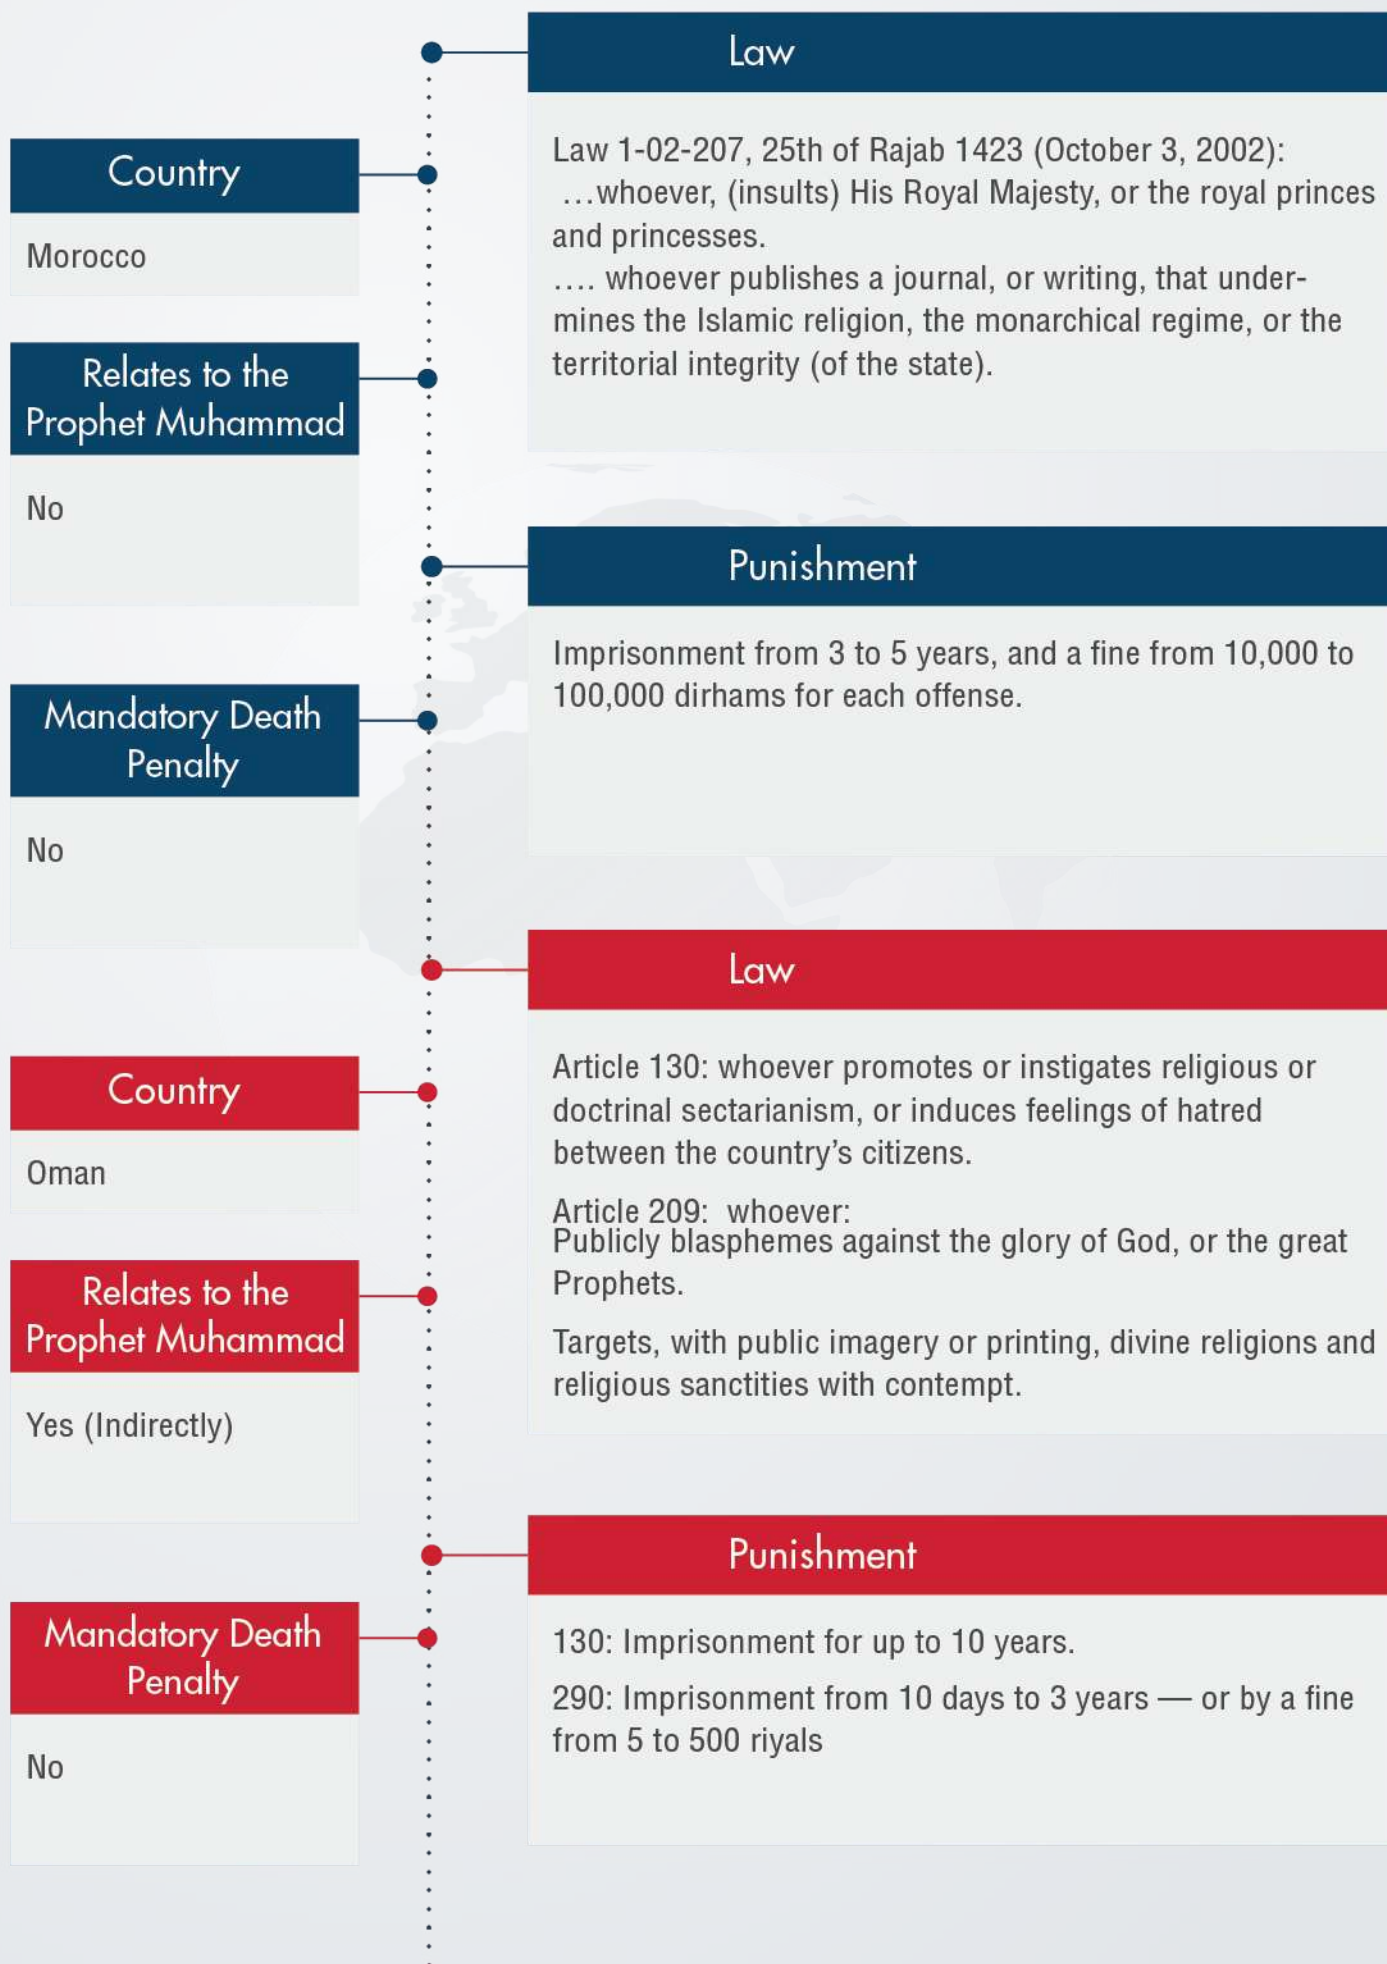 Law
Law 1-02-207, 25th of Rajab 1423 (October 3, 2002):
…whoever, (insults) His Royal Majesty, or the royal princes
and princesses.
…. whoever publishes a journal, or writing, that under-
mines the Islamic religion, the monarchical regime, or the
territorial integrity (of the state).
Country
Morocco
Relates to the
Prophet Muhammad
No
Punishment
Imprisonment from 3 to 5 years, and a fine from 10,000 to
100,000 dirhams for each offense.
Mandatory Death
Penalty
No
Law
Article 130: whoever promotes or instigates religious or
doctrinal sectarianism, or induces feelings of hatred
between the country’s citizens.
Article 209:  whoever:
Publicly blasphemes against the glory of God, or the great
Prophets.
Targets, with public imagery or printing, divine religions and
religious sanctities with contempt.
Country
Oman
Relates to the
Prophet Muhammad
Yes (Indirectly)
Punishment
130: Imprisonment for up to 10 years.
290: Imprisonment from 10 days to 3 years — or by a fine
from 5 to 500 riyals
Mandatory Death
Penalty
No